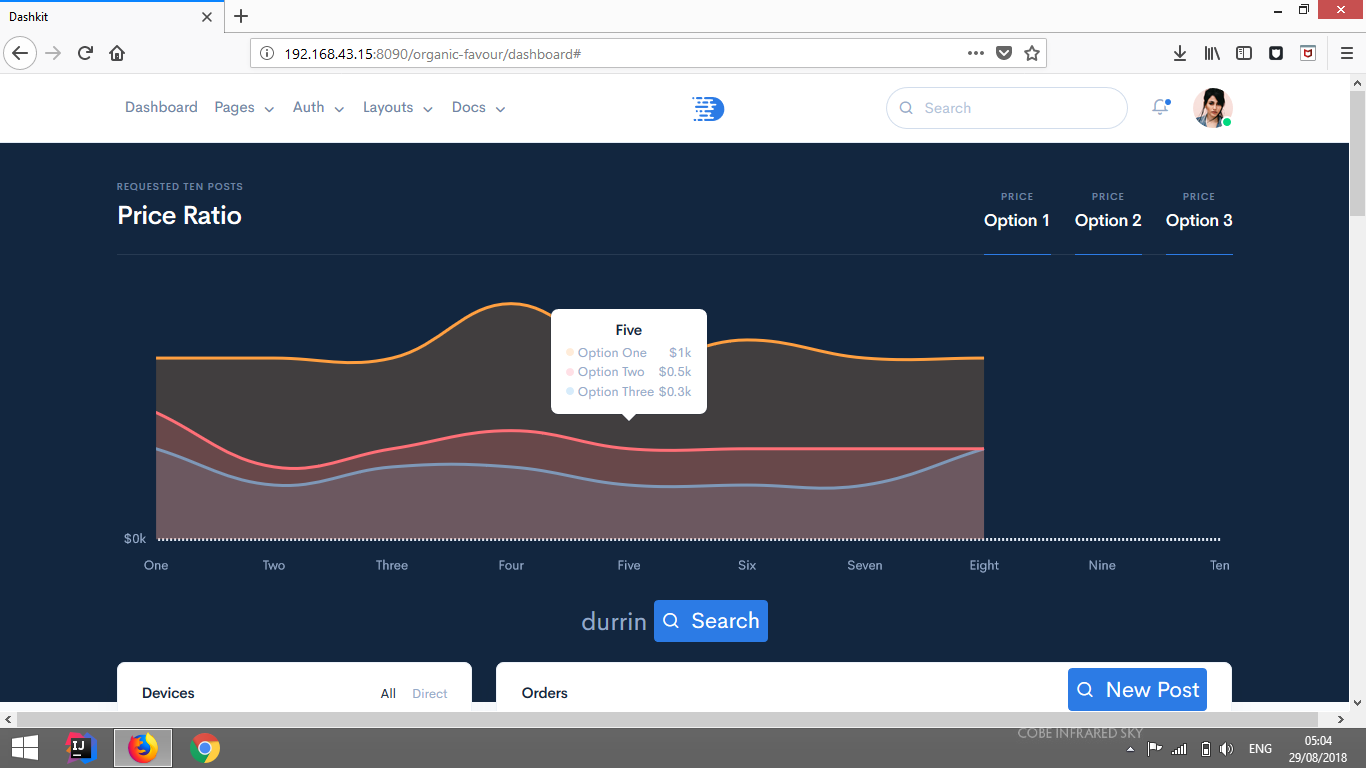 Dashkit
192.168.43.15:8090/organic-favour/dashboard#
Dashboard Pages Auth Layouts Docs Search
REQUESTED TEN POSTS
Price Ratio
PRICE PRICE PRICE
Option 1 Option 2 Option 3
Five
Option One $1k
Option Two $0.5k
Option Three $0.3k
$0k
One Two Three Four Five Six Seven Eight Nine Ten
durrin Search
Devices All Direct Orders New Post
COBE INFRARED SKY
IJ ENG 05:04
29/08/2018